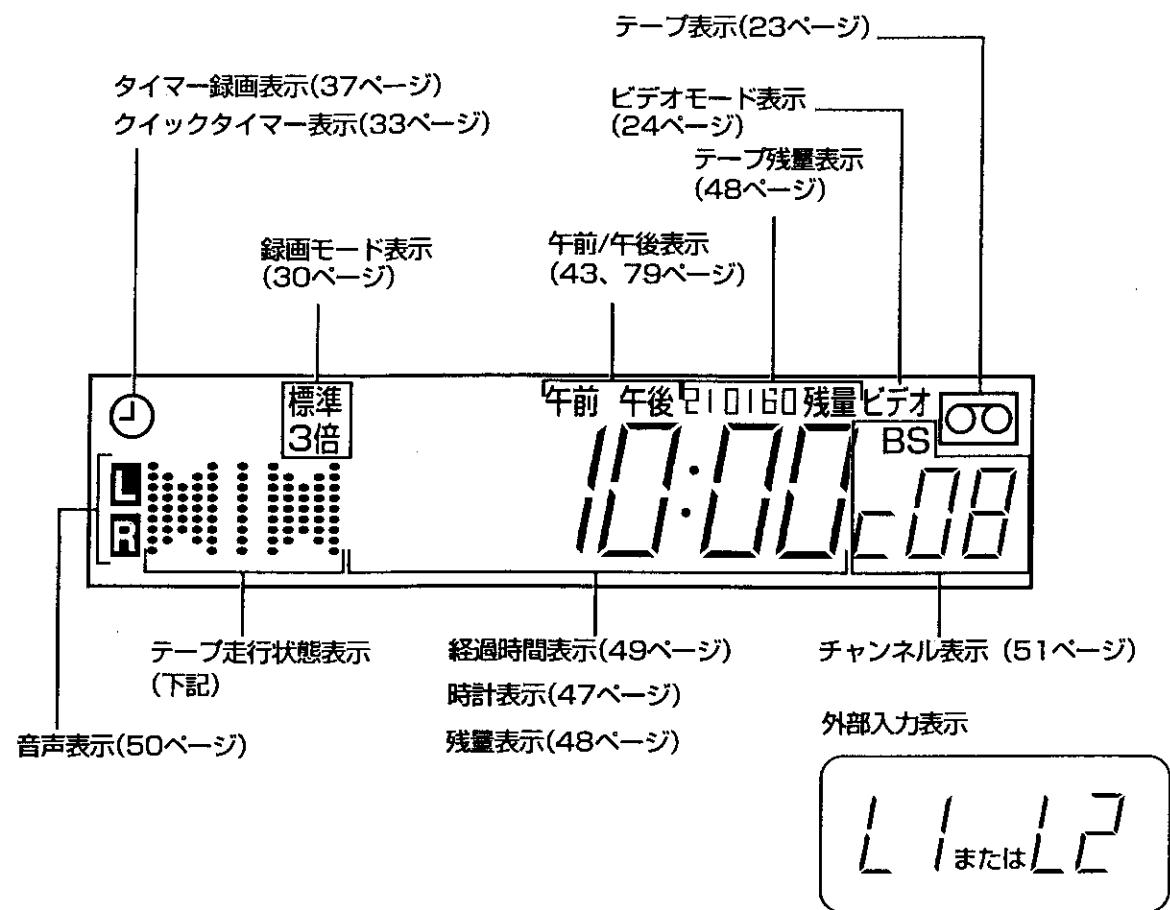 テープ表示(23ページ)
タイマー録画表示(37ページ)
クイックタイマー表示(33ページ)
ビデオモード表示
(24ページ)
テープ残量表示
(48ページ)
録画モード表示
(30ページ)
午前/午後表示
(43、79ページ)
標準
3倍
午前 午後 210160 残量 ビデオ
BS
L
R
10:00
c08
テープ走行状態表示
(下記)
経過時間表示(49ページ)
時計表示(47ページ)
残量表示(48ページ)
チャンネル表示 (51ページ)
音声表示(50ページ)
外部入力表示
L1またはL2